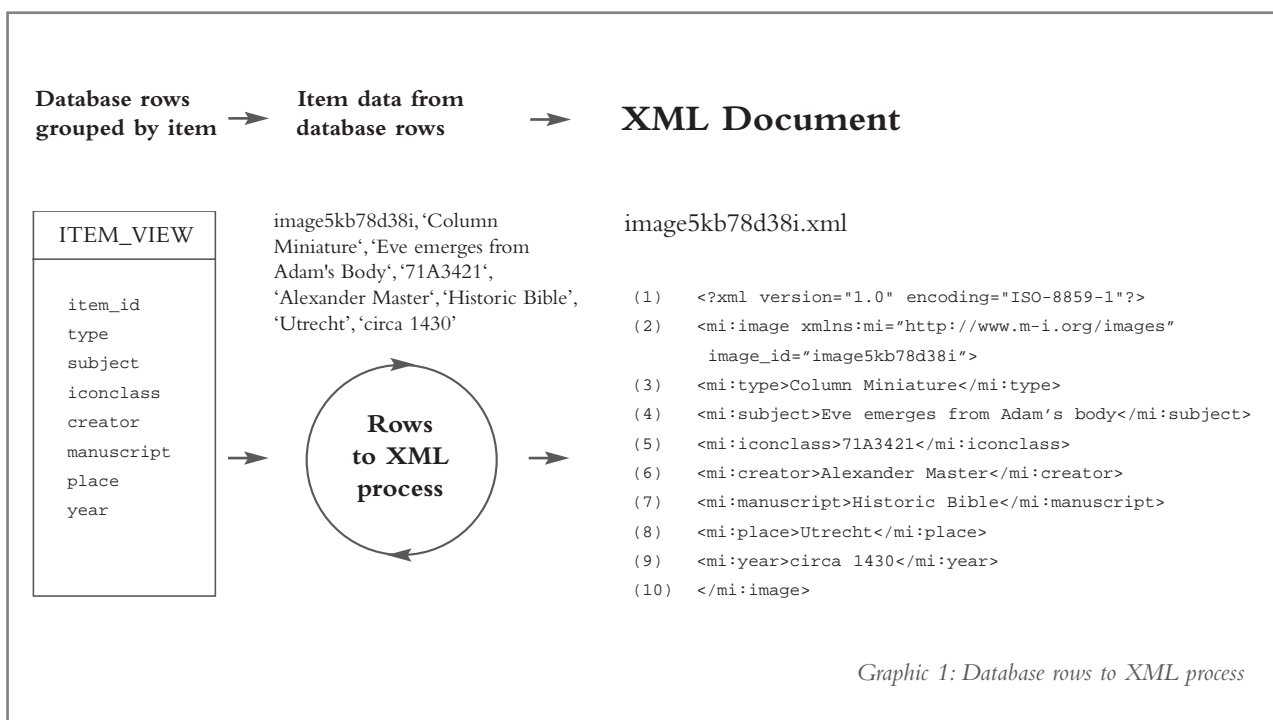 Database rows
grouped by item
Item data from
database rows
XML Document
ITEM_VIEW
item_id
type
subject
iconclass
creator
manuscript
place
year
image5kb78d38i, ‘Column
Miniature‘, ‘Eve emerges from
Adam's Body‘, ‘71A3421‘,
‘Alexander Master‘, ‘Historic Bible’,
‘Utrecht’, ‘circa 1430’
Rows
to XML
process
image5kb78d38i.xml
(1) <?xml version="1.0" encoding="ISO-8859-1"?>
(2) <mi:image xmlns:mi=”http://www.m-i.org/images”
image_id=”image5kb78d38i”>
(3) <mi:type>Column Miniature</mi:type>
(4) <mi:subject>Eve emerges from Adam’s body</mi:subject>
(5) <mi:iconclass>71A3421</mi:iconclass>
(6) <mi:creator>Alexander Master</mi:creator>
(7) <mi:manuscript>Historic Bible</mi:manuscript>
(8) <mi:place>Utrecht</mi:place>
(9) <mi:year>circa 1430</mi:year>
(10) </mi:image>
Graphic 1: Database rows to XML process